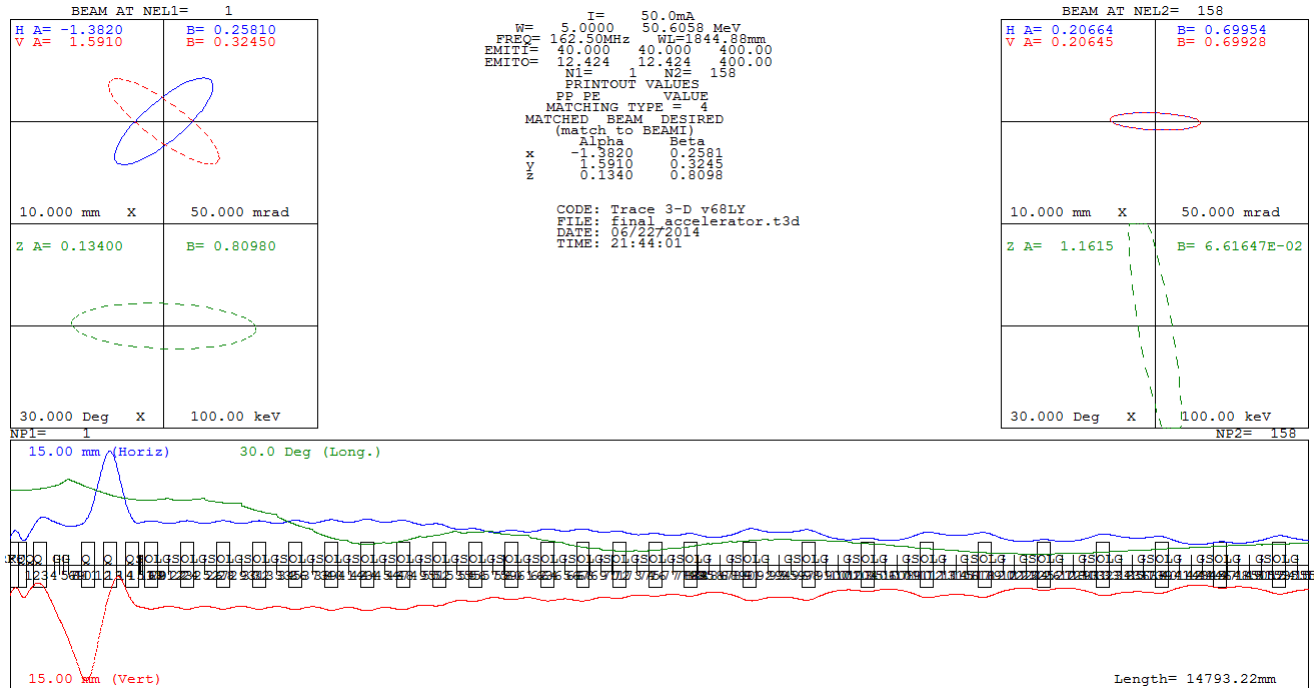 BEAM AT NEL1= 1
H A= -1.3820 B= 0.25810
V A= 1.5910 B= 0.32450
10.000 mm X 50.000 mrad
Z A= 0.13400 B= 0.80980
30.000 Deg X 100.00 keV
NP1= 1
I= 50.0mA
W= 5.0000 50.6058 MeV
FREQ= 162.50MHz WL=1844.88mm
EMITI= 40.000 40.000 400.00
EMITO= 12.424 12.424 400.00
N1= 1 N2= 158
PRINTOUT VALUES
PP PE VALUE
MATCHING TYPE = 4
MATCHED BEAM DESIRED
(match to BEAMI)
Alpha Beta
x -1.3820 0.2581
y 1.5910 0.3245
z 0.1340 0.8098
CODE: Trace 3-D v68LY
FILE: final_accelerator.t3d
DATE: 06/22/2014
TIME: 21:44:01
BEAM AT NEL2= 158
H A= 0.20664 B= 0.69954
V A= 0.20645 B= 0.69928
10.000 mm X 50.000 mrad
Z A= 1.1615 B= 6.61647E-02
30.000 Deg X 100.00 keV
NP2= 158
15.00 mm (Horiz) 30.0 Deg (Long.)
15.00 mm (Vert) Length= 14793.22mm